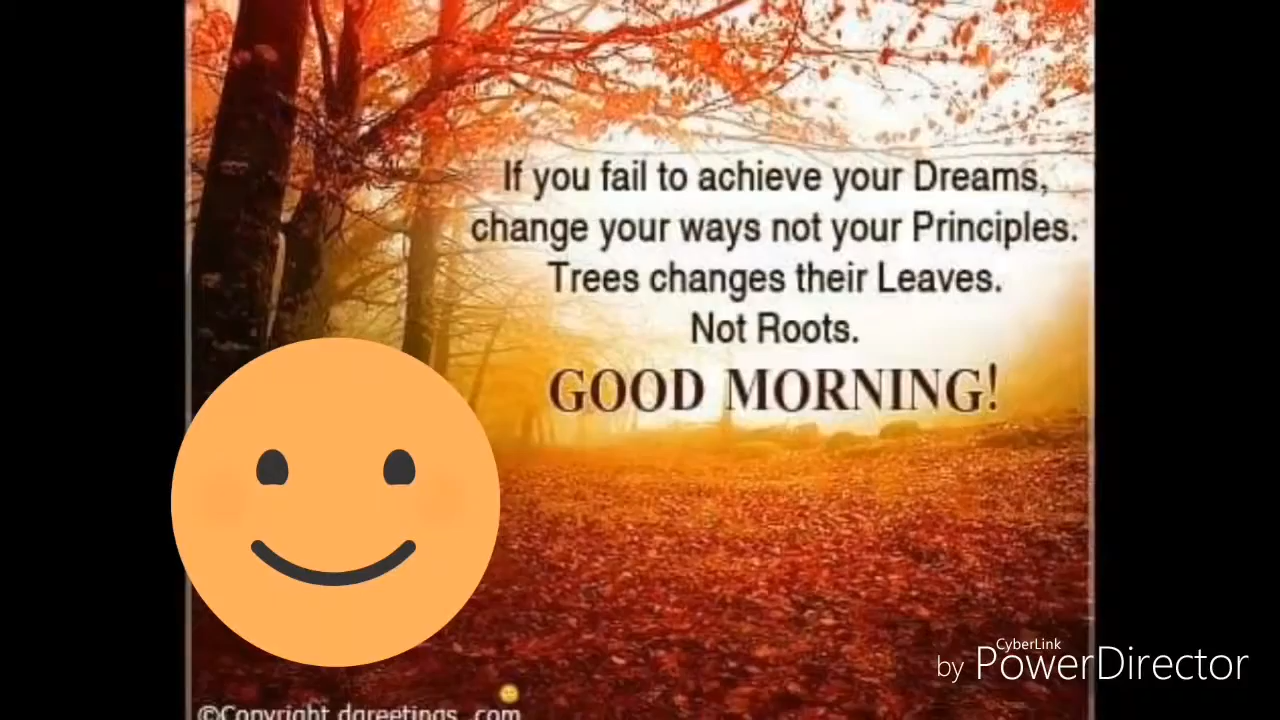 If you fail to achieve your Dreams,
change your ways not your Principles.
Trees changes their Leaves.
Not Roots.
GOOD MORNING!
CyberLink
by PowerDirector
©Copyright dgreetings .com